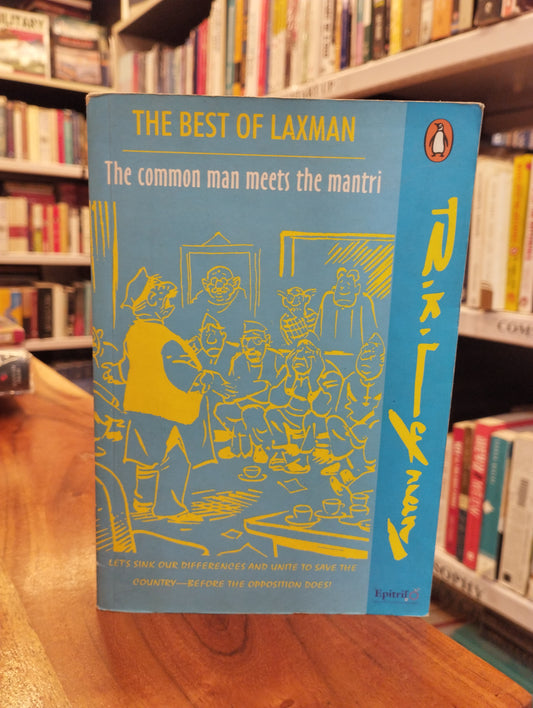 THE BEST OF LAXMAN
The common man meets the mantri
R.K. Laxman
LET'S SINK OUR DIFFERENCES AND UNITE TO SAVE THE
COUNTRY—BEFORE THE OPPOSITION DOES!
MILITARY